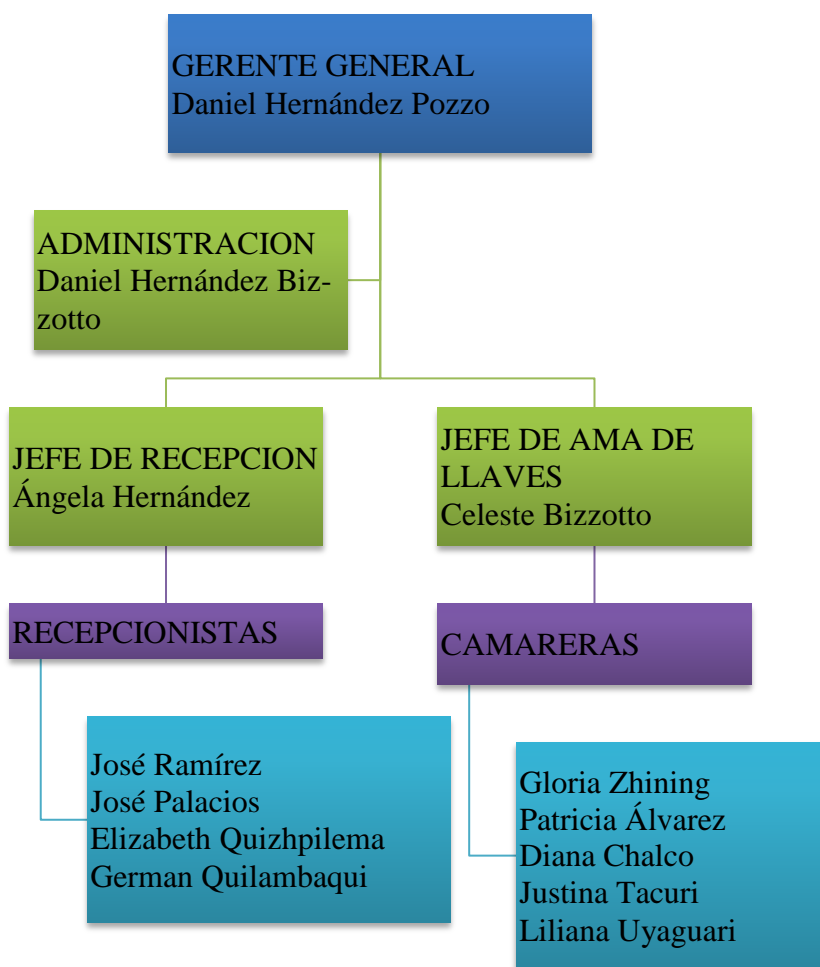 GERENTE GENERAL
Daniel Hernández Pozzo
ADMINISTRACION
Daniel Hernández Biz-
zotto
JEFE DE RECEPCION
Ángela Hernández
JEFE DE AMA DE
LLAVES
Celeste Bizzotto
RECEPCIONISTAS
CAMARERAS
José Ramírez
José Palacios
Elizabeth Quizhpilema
German Quilambaqui
Gloria Zhining
Patricia Álvarez
Diana Chalco
Justina Tacuri
Liliana Uyaguari